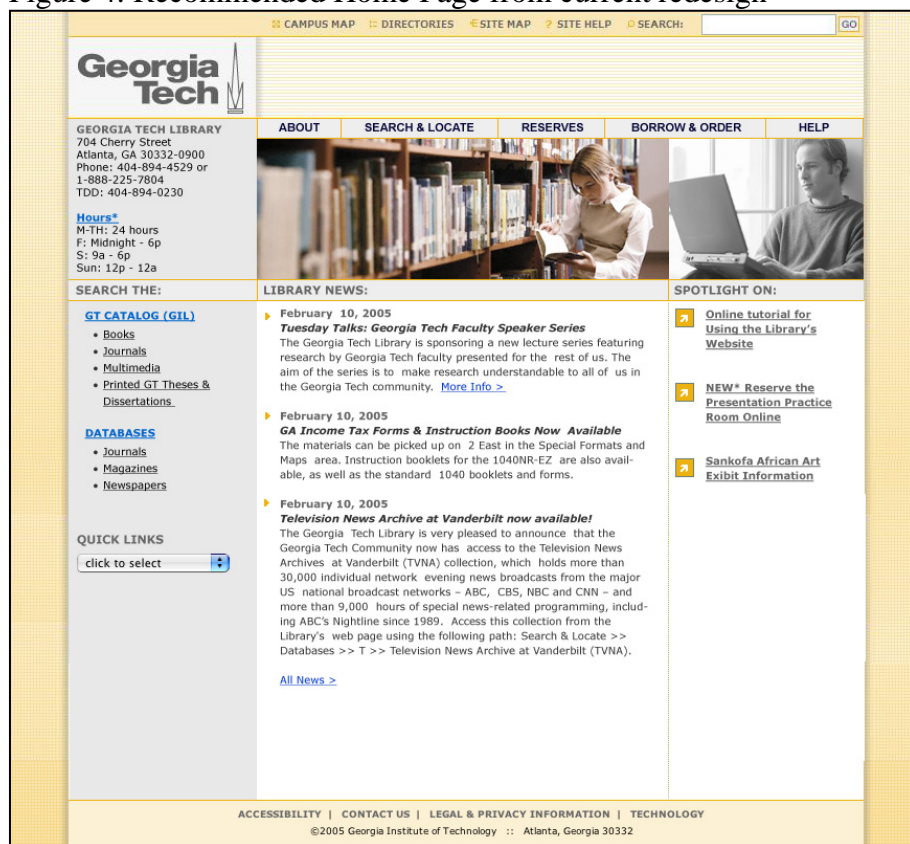 Figure 4: Recommended Home Page from current redesign
CAMPUS MAP DIRECTORIES SITE MAP ? SITE HELP SEARCH: GO
Georgia
Tech
ABOUT SEARCH & LOCATE RESERVES BORROW & ORDER HELP
GEORGIA TECH LIBRARY
704 Cherry Street
Atlanta, GA 30332-0900
Phone: 404-894-4529 or
1-888-225-7804
TDD: 404-894-0230
Hours*
M-TH: 24 hours
F: Midnight - 6p
S: 9a - 6p
Sun: 12p - 12a
SEARCH THE:
GT CATALOG (GIL)
• Books
• Journals
• Multimedia
• Printed GT Theses &
Dissertations
DATABASES
• Journals
• Magazines
• Newspapers
QUICK LINKS
click to select
LIBRARY NEWS:
February 10, 2005
Tuesday Talks: Georgia Tech Faculty Speaker Series
The Georgia Tech Library is sponsoring a new lecture series featuring
research by Georgia Tech faculty presented for the rest of us. The
aim of the series is to make research understandable to all of us in
the Georgia Tech community. More Info >
February 10, 2005
GA Income Tax Forms & Instruction Books Now Available
The materials can be picked up on 2 East in the Special Formats and
Maps area. Instruction booklets for the 1040NR-EZ are also avail-
able, as well as the standard 1040 booklets and forms.
February 10, 2005
Television News Archive at Vanderbilt now available!
The Georgia Tech Library is very pleased to announce that the
Georgia Tech Community now has access to the Television News
Archives at Vanderbilt (TVNA) collection, which holds more than
30,000 individual network evening news broadcasts from the major
US national broadcast networks – ABC, CBS, NBC and CNN – and
more than 9,000 hours of special news-related programming, includ-
ing ABC's Nightline since 1989. Access this collection from the
Library's web page using the following path: Search & Locate >>
Databases >> T >> Television News Archive at Vanderbilt (TVNA).
All News >
SPOTLIGHT ON:
Online tutorial for
Using the Library's
Website
NEW* Reserve the
Presentation Practice
Room Online
Sankofa African Art
Exibit Information
ACCESSIBILITY | CONTACT US | LEGAL & PRIVACY INFORMATION | TECHNOLOGY
©2005 Georgia Institute of Technology :: Atlanta, Georgia 30332